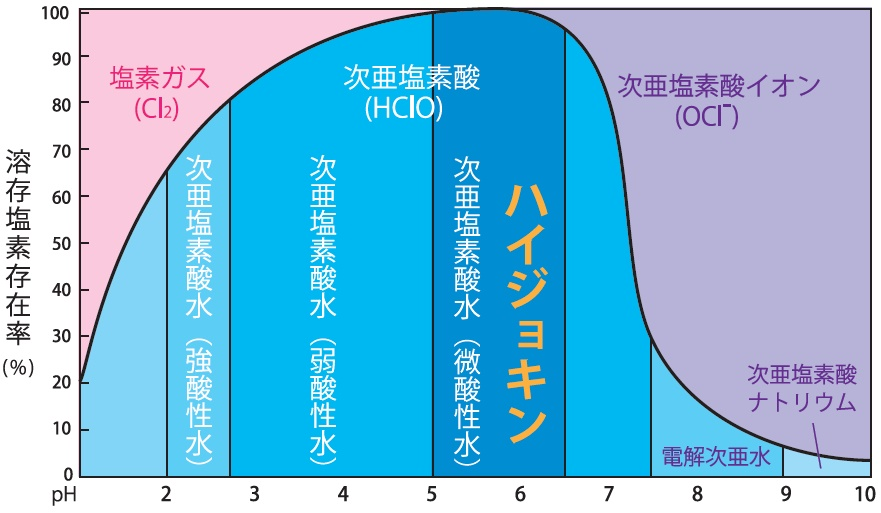 溶存塩素存在率
(%)
100
90
80
70
60
50
40
30
20
10
0
塩素ガス
(Cl₂)
次亜塩素酸
(HClO)
次亜塩素酸イオン
(OCl⁻)
次亜塩素酸水(強酸性水)
次亜塩素酸水(弱酸性水)
次亜塩素酸水(微酸性水)
ハイジョキン
電解次亜水
次亜塩素酸
ナトリウム
pH 2 3 4 5 6 7 8 9 10